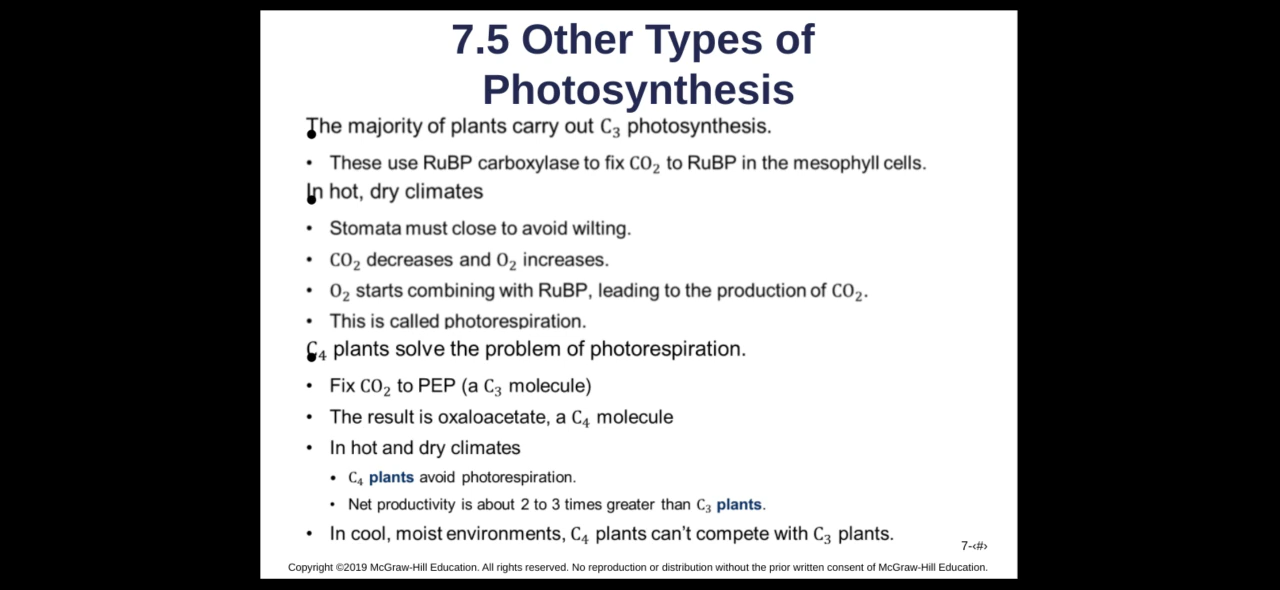 7.5 Other Types of
Photosynthesis
The majority of plants carry out C₃ photosynthesis.
• These use RuBP carboxylase to fix CO₂ to RuBP in the mesophyll cells.
In hot, dry climates
• Stomata must close to avoid wilting.
• CO₂ decreases and O₂ increases.
• O₂ starts combining with RuBP, leading to the production of CO₂.
• This is called photorespiration.
C₄ plants solve the problem of photorespiration.
• Fix CO₂ to PEP (a C₃ molecule)
• The result is oxaloacetate, a C₄ molecule
• In hot and dry climates
• C₄ plants avoid photorespiration.
• Net productivity is about 2 to 3 times greater than C₃ plants.
• In cool, moist environments, C₄ plants can’t compete with C₃ plants.
7-‹#›
Copyright ©2019 McGraw-Hill Education. All rights reserved. No reproduction or distribution without the prior written consent of McGraw-Hill Education.